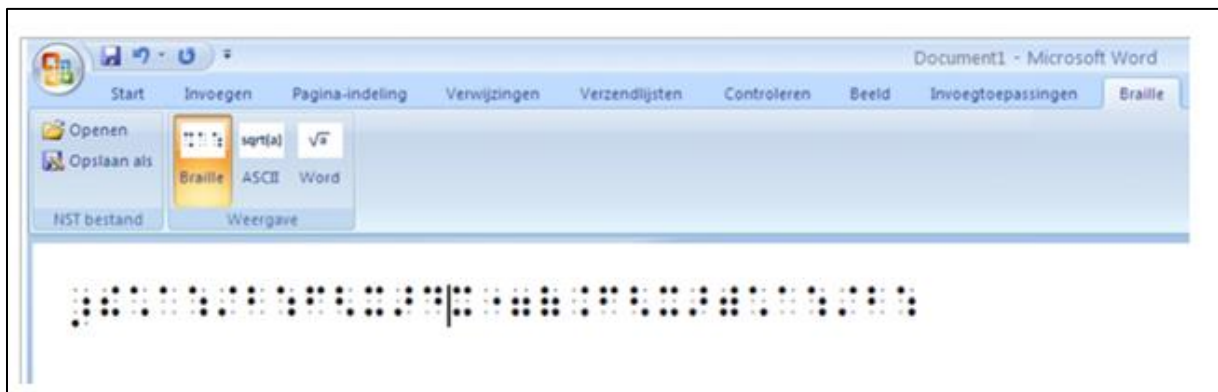 Document1 - Microsoft Word
Start Invoegen Pagina-indeling Verwijzingen Verzendlijsten Controleren Beeld Invoegtoepassingen Braille
Openen
Opslaan als
sqrt(a) √a
Braille ASCII Word
NST bestand Weergave